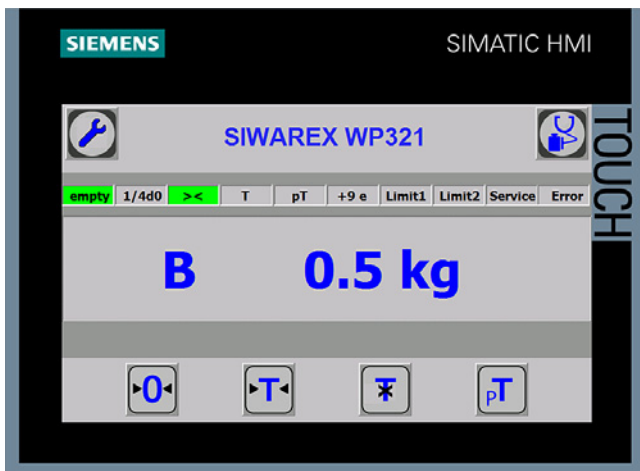 SIEMENS
SIMATIC HMI
TOUCH
SIWAREX WP321
empty 1/4d0 >< T pT +9 e Limit1 Limit2 Service Error
B 0.5 kg
0 T T pT